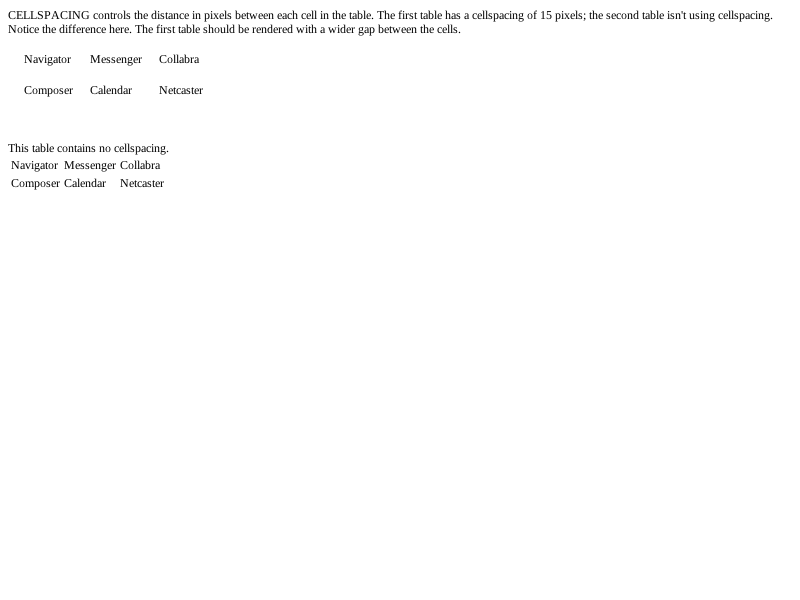 CELLSPACING controls the distance in pixels between each cell in the table. The first table has a cellspacing of 15 pixels; the second table isn't using cellspacing.
Notice the difference here. The first table should be rendered with a wider gap between the cells.
Navigator Messenger Collabra
Composer Calendar Netcaster
This table contains no cellspacing.
Navigator Messenger Collabra
Composer Calendar Netcaster